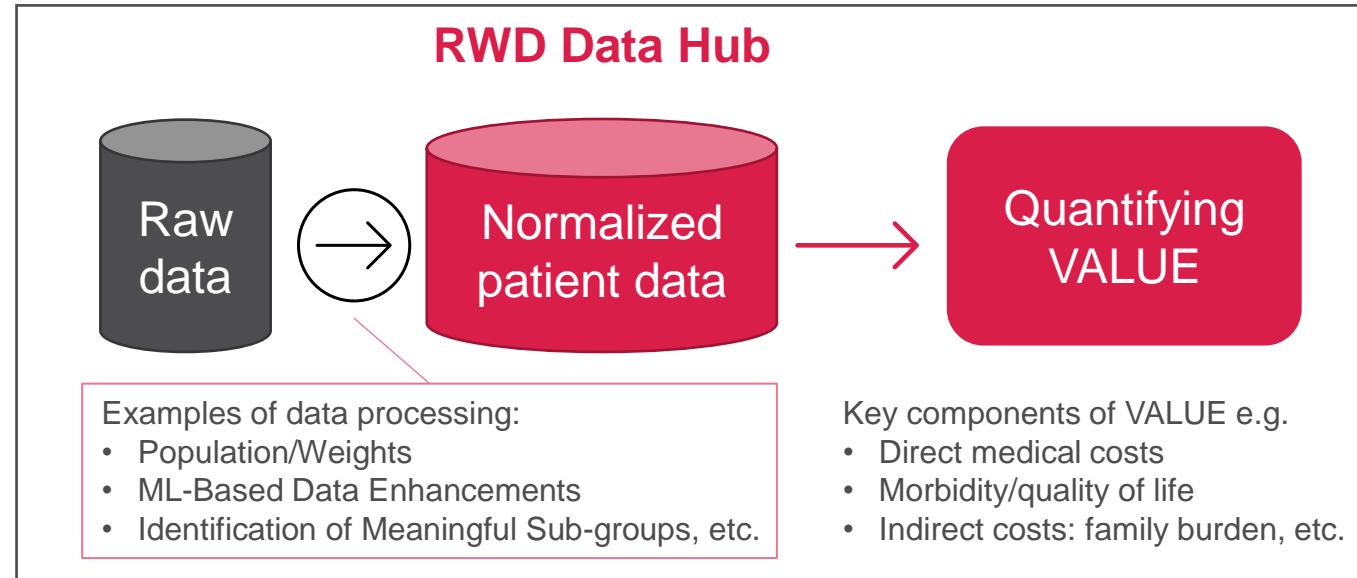 RWD Data Hub
Raw
data
Normalized
patient data
Quantifying
VALUE
Examples of data processing:
• Population/Weights
• ML-Based Data Enhancements
• Identification of Meaningful Sub-groups, etc.
Key components of VALUE e.g.
• Direct medical costs
• Morbidity/quality of life
• Indirect costs: family burden, etc.